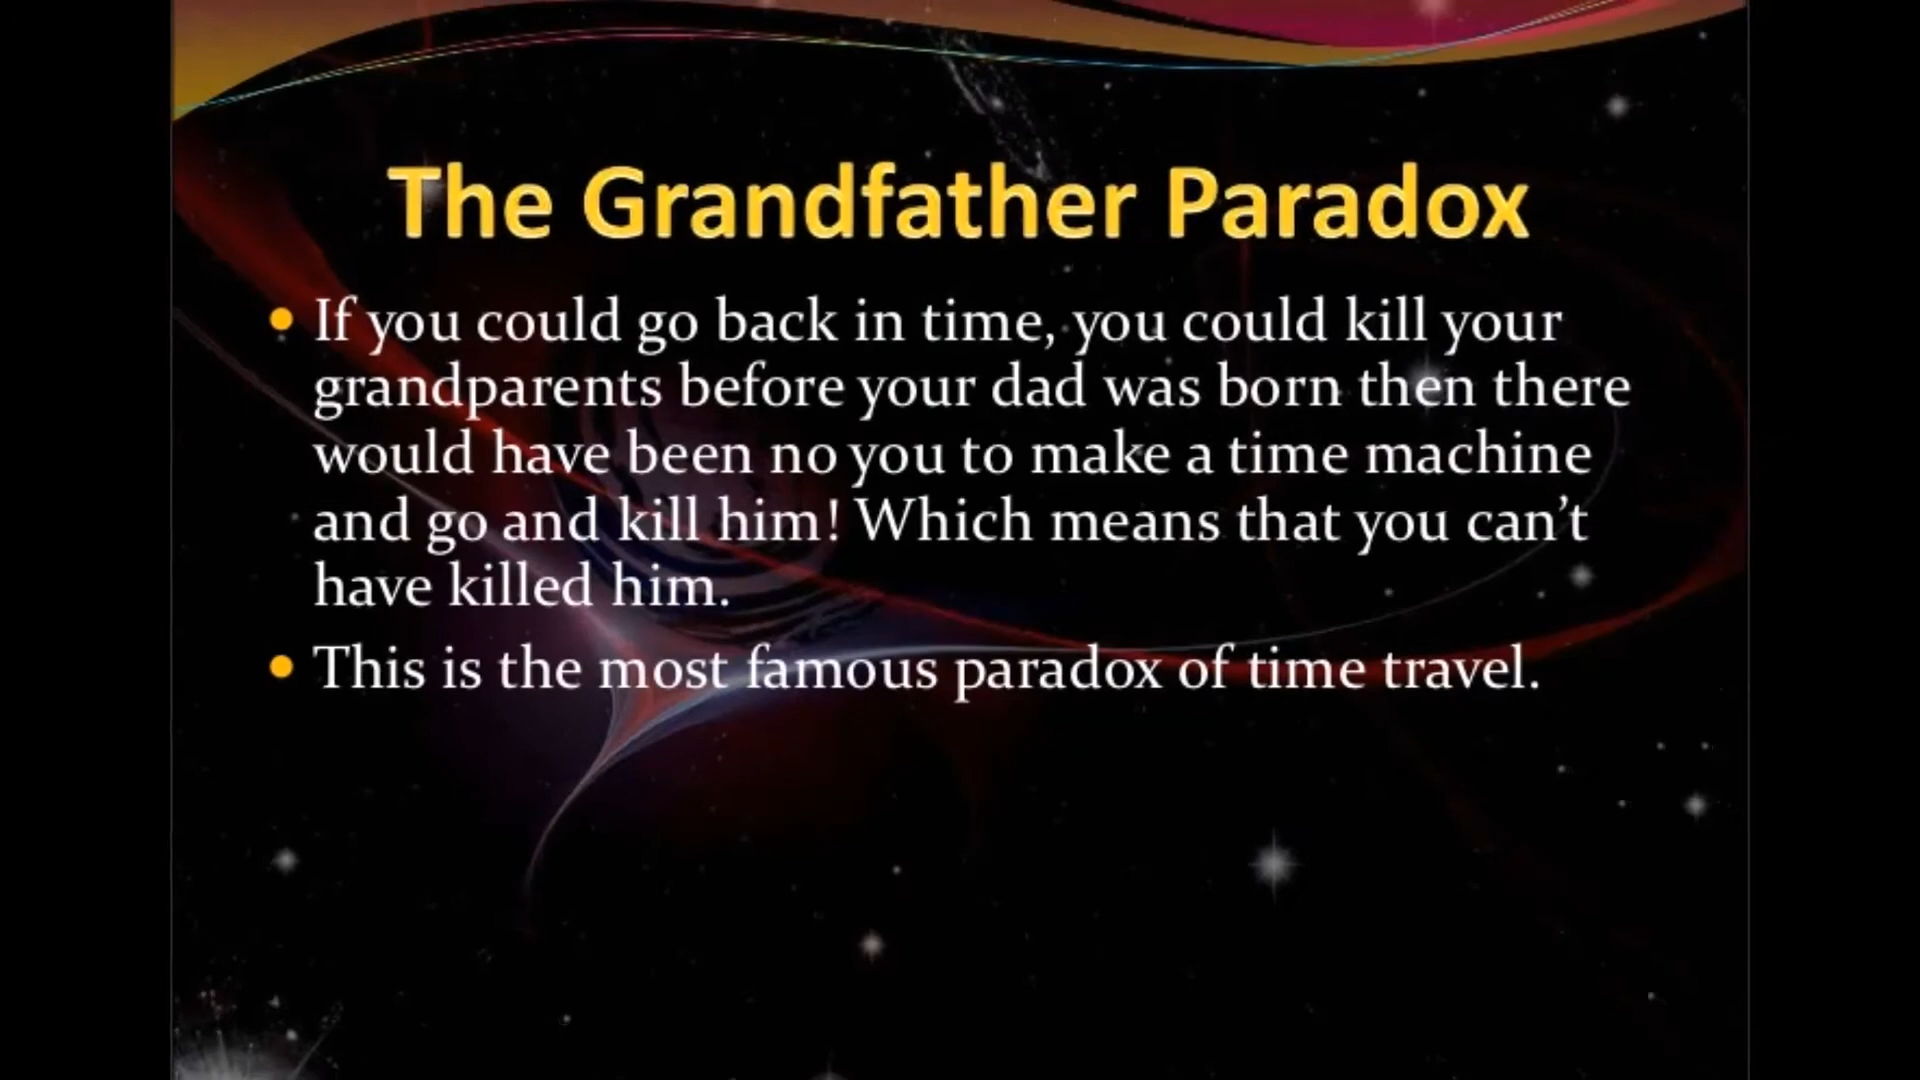 The Grandfather Paradox
• If you could go back in time, you could kill your
grandparents before your dad was born then there
would have been no you to make a time machine
and go and kill him! Which means that you can’t
have killed him.
• This is the most famous paradox of time travel.